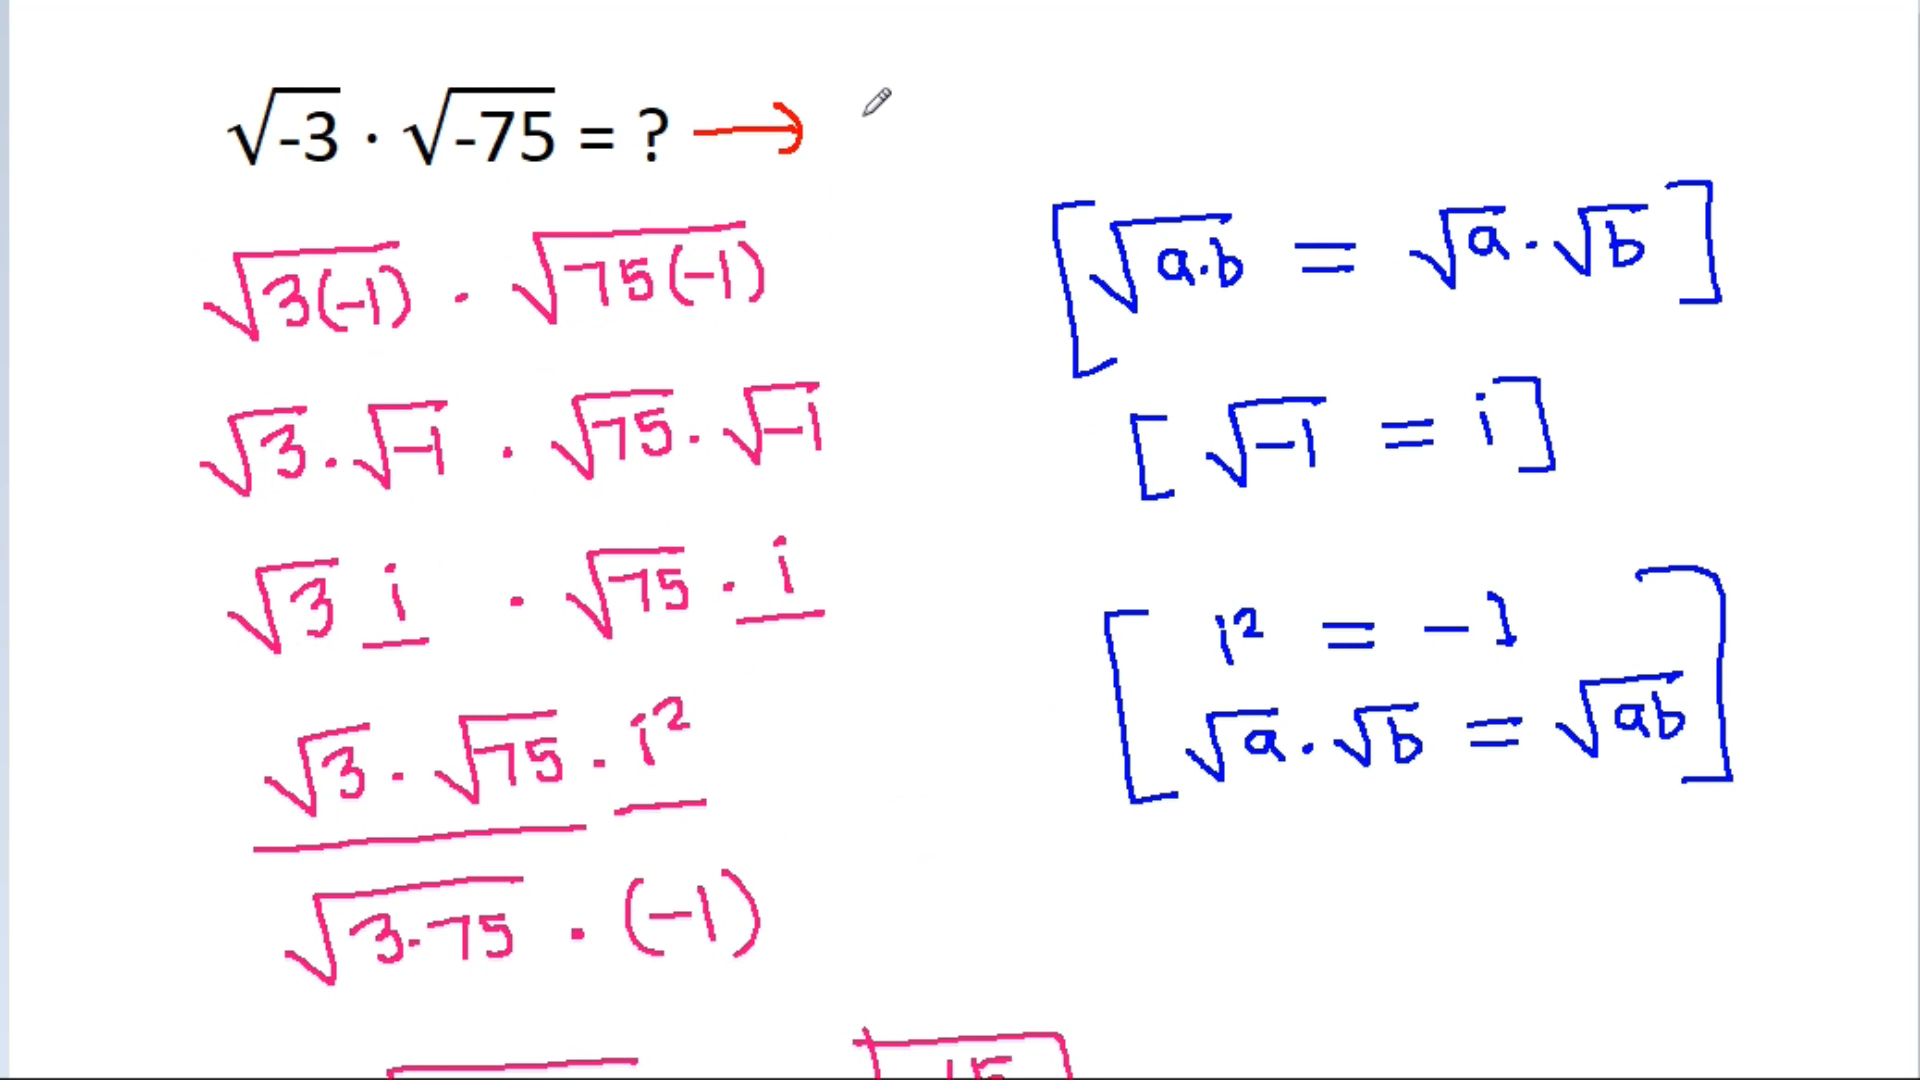 √-3 · √-75 = ? →
√3(-1) · √75(-1)
√3 · √-1 · √75 · √-1
√3 i · √75 · i
√3 · √75 · i²
√3·75 · (-1)
[√a·b = √a · √b]
[√-1 = i]
[i² = -1
√a · √b = √ab]